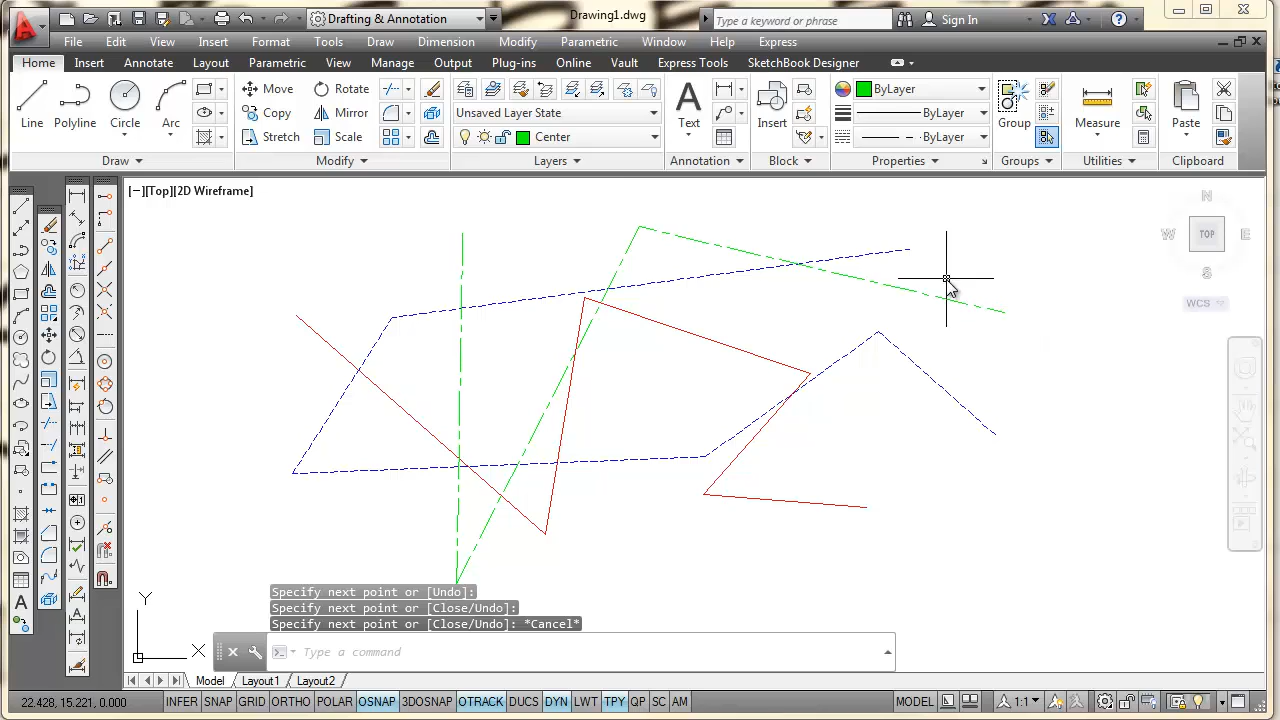 Drafting & Annotation
Drawing1.dwg
Type a keyword or phrase
Sign In
File Edit View Insert Format Tools Draw Dimension Modify Parametric Window Help Express
Home Insert Annotate Layout Parametric View Manage Output Plug-ins Online Vault Express Tools SketchBook Designer
Line Polyline Circle Arc
Move Rotate
Copy Mirror
Stretch Scale
Unsaved Layer State
Center
Text
Insert
ByLayer
ByLayer
ByLayer
Group
Measure
Paste
Draw Modify Layers Annotation Block Properties Groups Utilities Clipboard
[−][Top][2D Wireframe]
N
W TOP E
S
WCS
Y
X
Specify next point or [Undo]:
Specify next point or [Close/Undo]:
Specify next point or [Close/Undo]: *Cancel*
Type a command
Model Layout1 Layout2
22.428, 15.221, 0.000 INFER SNAP GRID ORTHO POLAR OSNAP 3DOSNAP OTRACK DUCS DYN LWT TPY QP SC AM MODEL 1:1